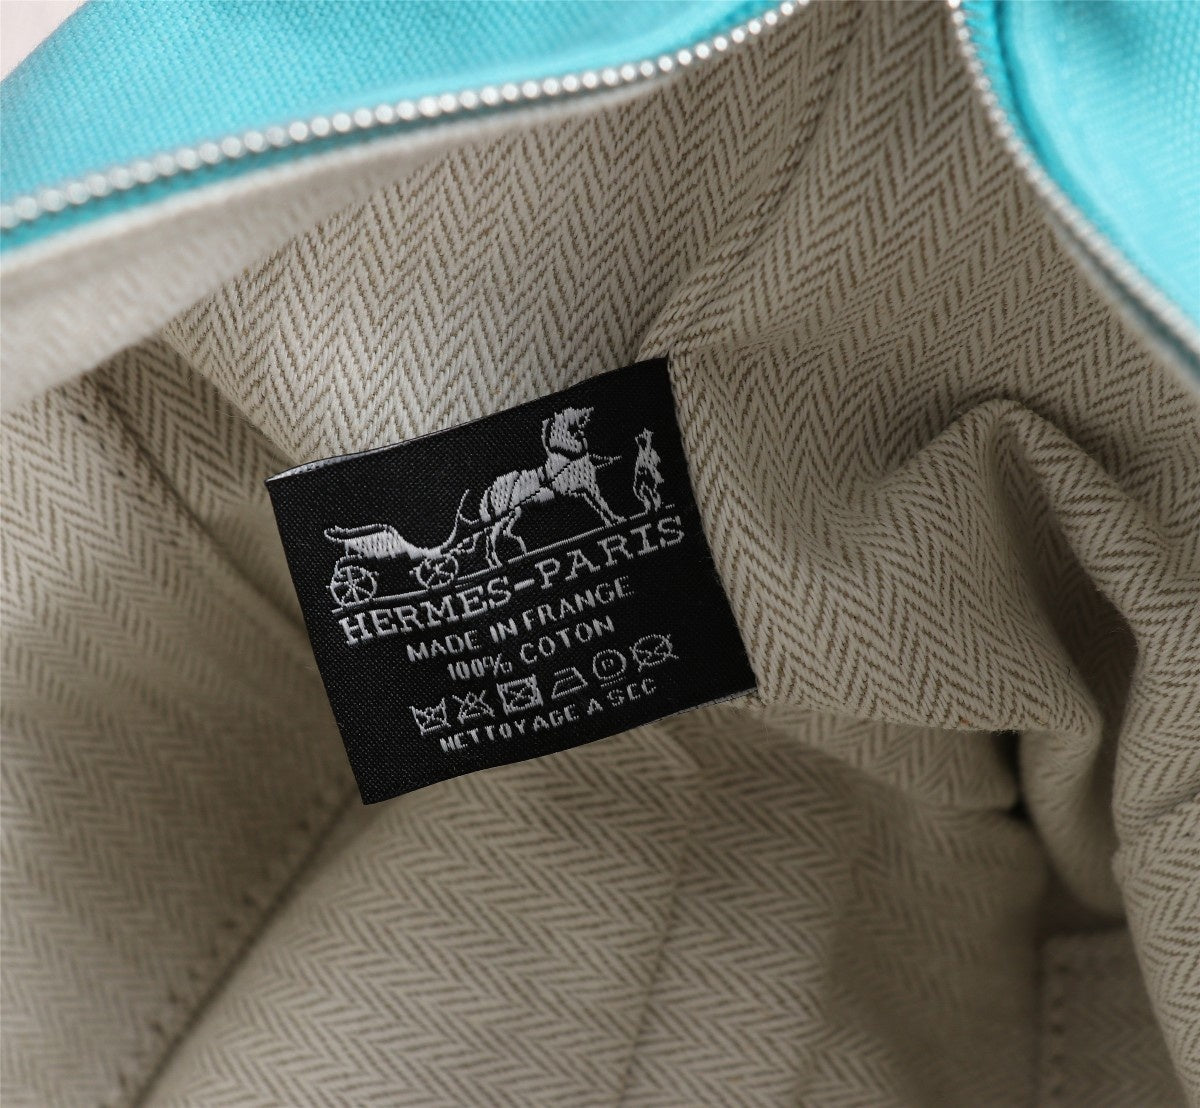 HERMES-PARIS
MADE IN FRANCE
100% COTON
NETTOYAGE A SEC